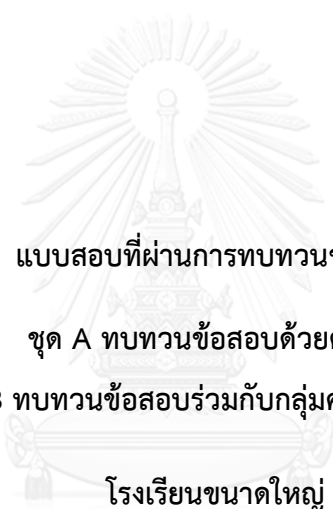 แบบสอบที่ผ่านการทบทวน
ชุด A ทบทวนข้อสอบด้วย
ทบทวนข้อสอบร่วมกับกลุ่ม
โรงเรียนขนาดใหญ่